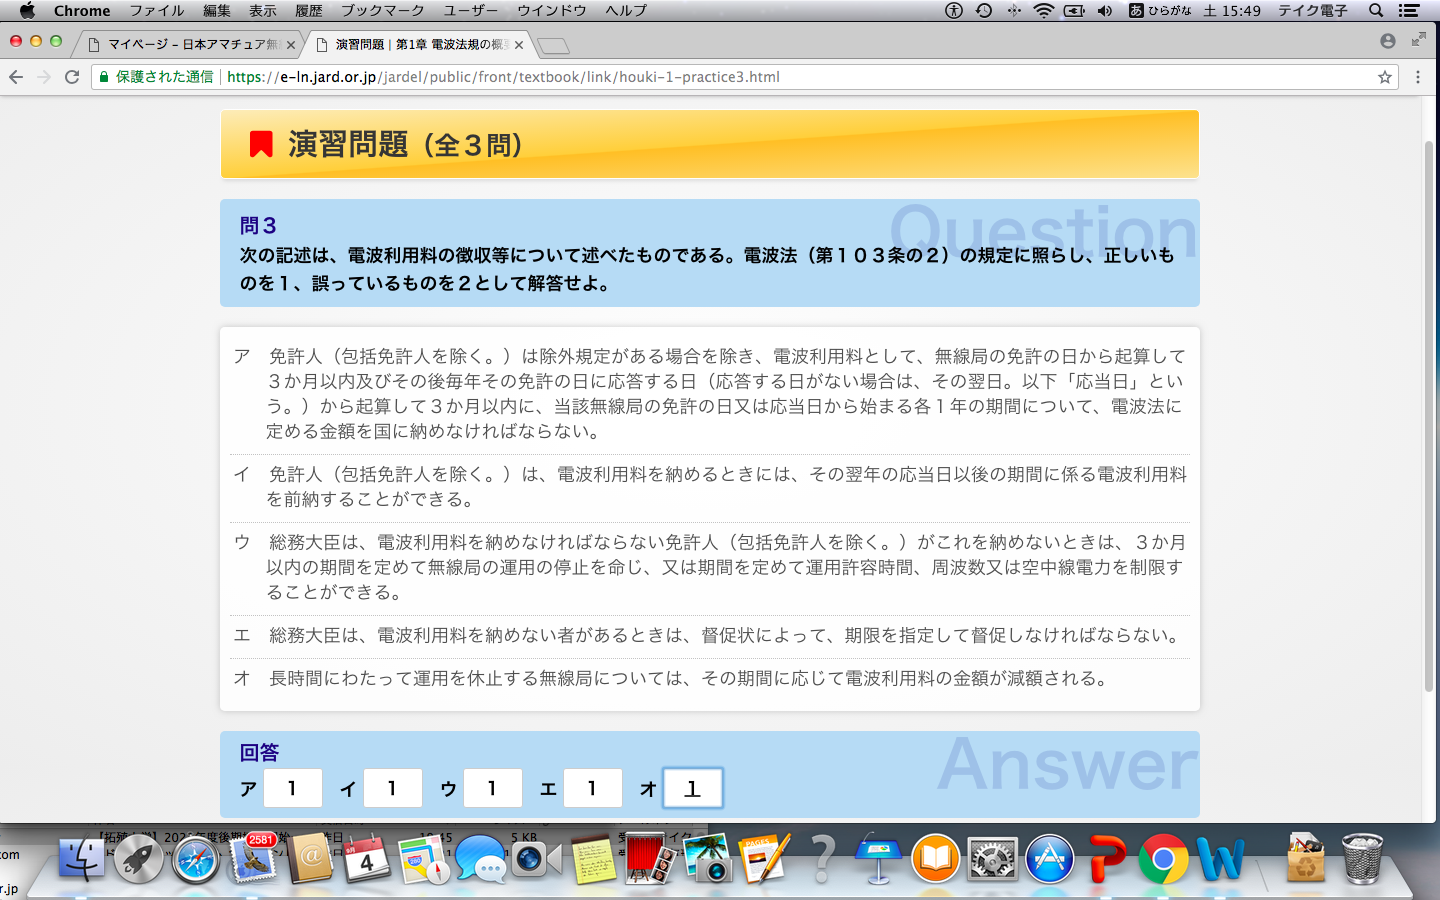 Chrome ファイル 編集 表示 履歴 ブックマーク ユーザー ウインドウ ヘルプ あ ひらがな 土 15:49 テイク電子
マイページ – 日本アマチュア無 演習問題 | 第1章 電波法規の概
保護された通信 https://e-ln.jard.or.jp/jardel/public/front/textbook/link/houki-1-practice3.html
演習問題（全３問）
Question
問３
次の記述は、電波利用料の徴収等について述べたものである。電波法（第１０３条の２）の規定に照らし、正しいも
のを１、誤っているものを２として解答せよ。
ア 免許人（包括免許人を除く。）は除外規定がある場合を除き、電波利用料として、無線局の免許の日から起算して
３か月以内及びその後毎年その免許の日に応答する日（応答する日がない場合は、その翌日。以下「応当日」とい
う。）から起算して３か月以内に、当該無線局の免許の日又は応当日から始まる各１年の期間について、電波法に
定める金額を国に納めなければならない。
イ 免許人（包括免許人を除く。）は、電波利用料を納めるときには、その翌年の応当日以後の期間に係る電波利用料
を前納することができる。
ウ 総務大臣は、電波利用料を納めなければならない免許人（包括免許人を除く。）がこれを納めないときは、３か月
以内の期間を定めて無線局の運用の停止を命じ、又は期間を定めて運用許容時間、周波数又は空中線電力を制限す
ることができる。
エ 総務大臣は、電波利用料を納めない者があるときは、督促状によって、期限を指定して督促しなければならない。
オ 長時間にわたって運用を休止する無線局については、その期間に応じて電波利用料の金額が減額される。
Answer
回答
ア 1 イ 1 ウ 1 エ 1 オ １
5 KB
com
2581
4
280
PAGES
r.jp